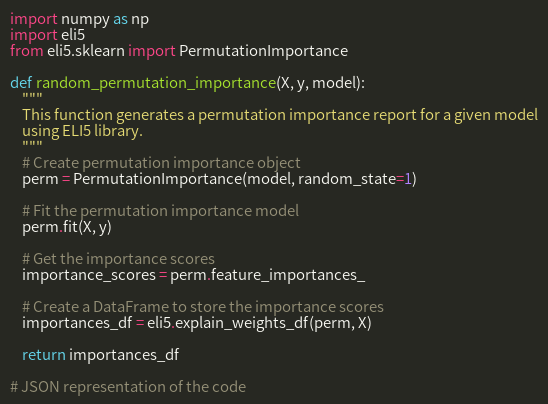 import numpy as np
import eli5
from eli5.sklearn import PermutationImportance

def random_permutation_importance(X, y, model):
    """
    This function generates a permutation importance report for a given model
    using ELI5 library.
    """
    # Create permutation importance object
    perm = PermutationImportance(model, random_state=1)

    # Fit the permutation importance model
    perm.fit(X, y)

    # Get the importance scores
    importance_scores = perm.feature_importances_

    # Create a DataFrame to store the importance scores
    importances_df = eli5.explain_weights_df(perm, X)

    return importances_df

# JSON representation of the code